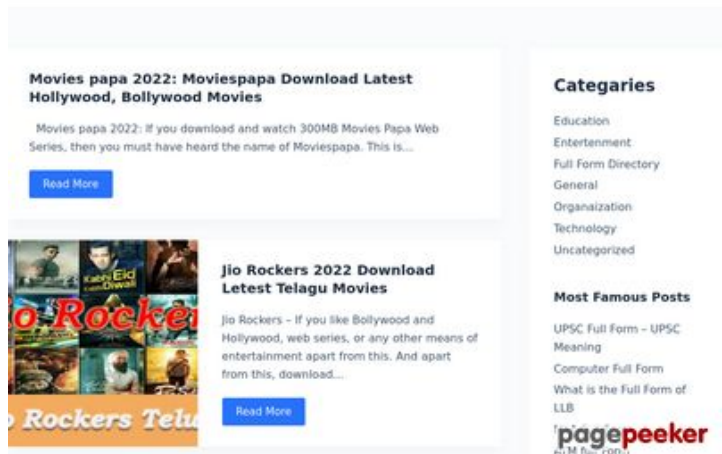 Movies papa 2022: Moviespapa Download Latest
Hollywood, Bollywood Movies
Movies papa 2022: If you download and watch 300MB Movies Papa Web
Series, then you must have heard the name of Moviespapa. This is...
Read More
Kabhi Eid
Kabhi Diwali
o Rocker
Rockers Telu
Jio Rockers 2022 Download
Letest Telagu Movies
Jio Rockers – If you like Bollywood and
Hollywood, web series, or any other means of
entertainment apart from this. And apart
from this, download...
Read More
Categaries
Education
Entertenment
Full Form Directory
General
Organaization
Technology
Uncategorized
Most Famous Posts
UPSC Full Form – UPSC
Meaning
Computer Full Form
What is the Full Form of
LLB
pagepeeker